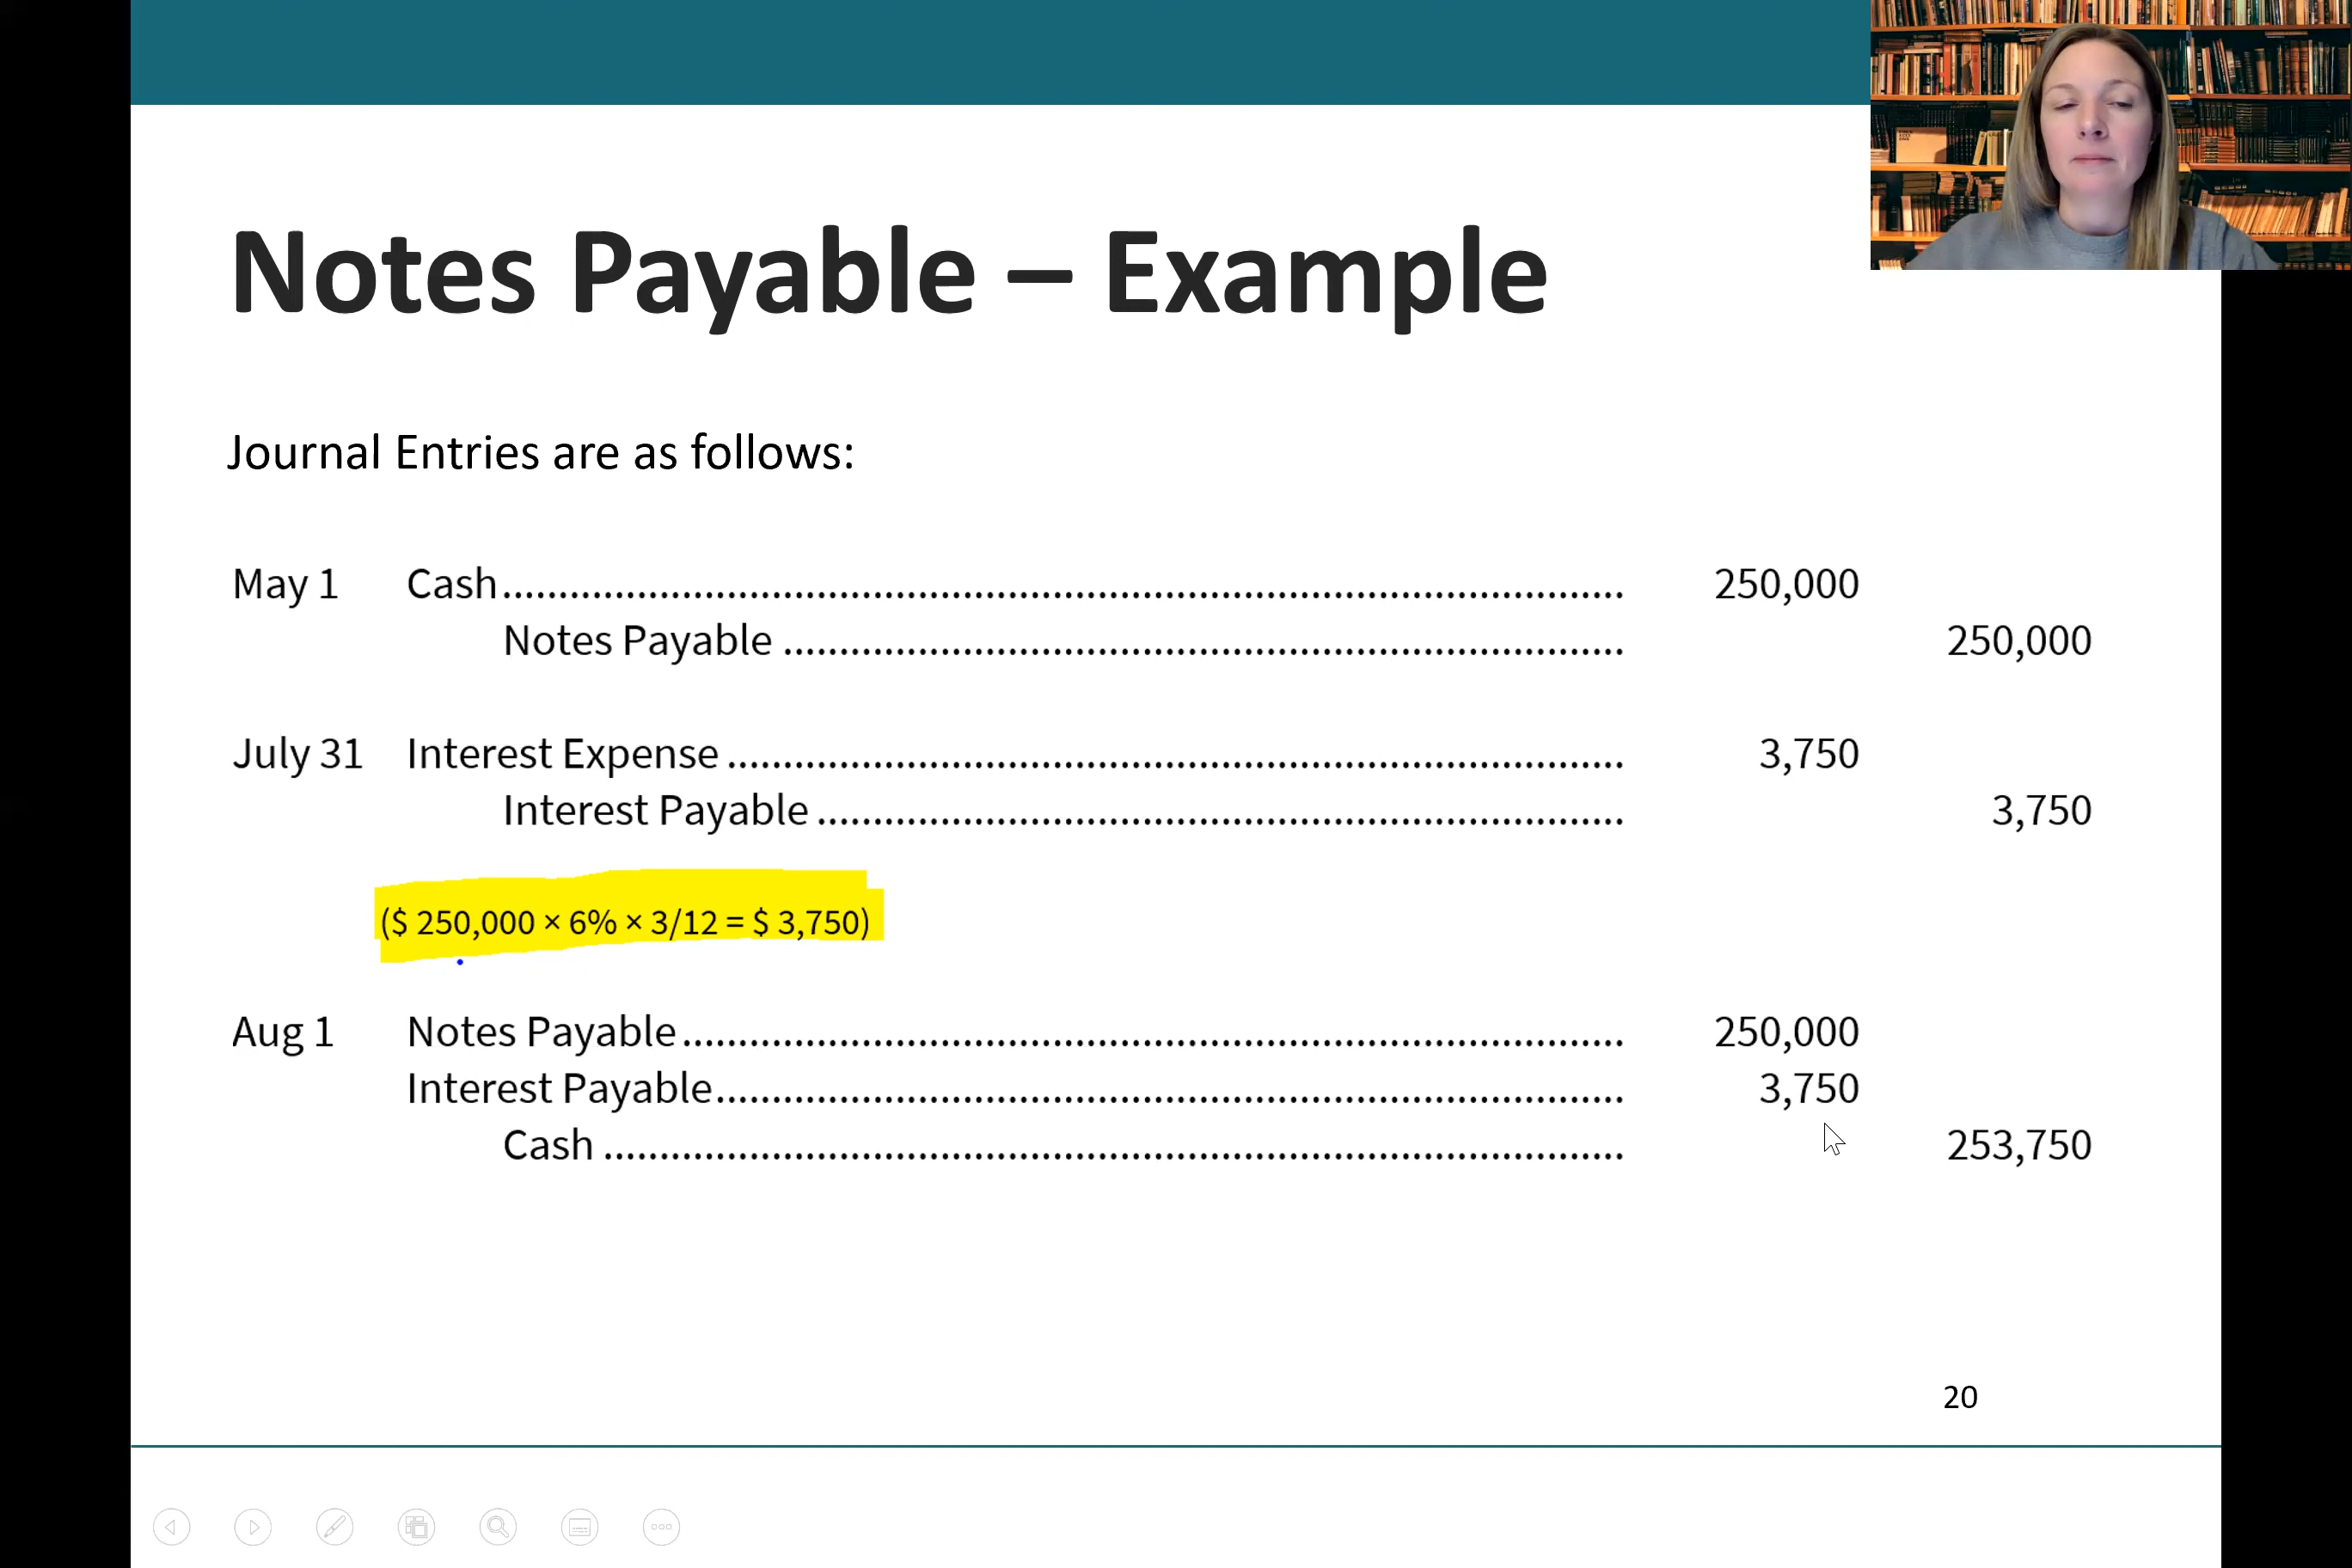 Notes Payable – Example
Journal Entries are as follows:
May 1 Cash.................................................................................................... 250,000
Notes Payable ........................................................................... 250,000
July 31 Interest Expense ................................................................................ 3,750
Interest Payable ........................................................................ 3,750
($ 250,000 × 6% × 3/12 = $ 3,750)
Aug 1 Notes Payable.................................................................................... 250,000
Interest Payable................................................................................. 3,750
Cash ........................................................................................... 253,750
20